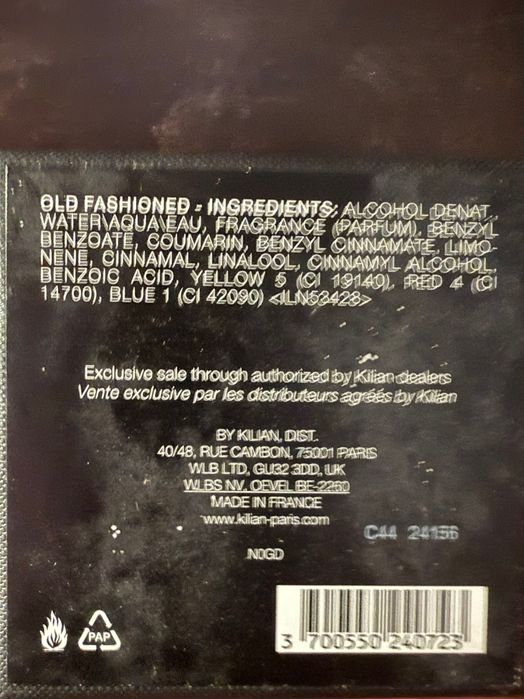 OLD FASHIONED - INGREDIENTS: ALCOHOL DENAT,
WATER\AQUA\EAU, FRAGRANCE (PARFUM), BENZYL
BENZOATE, COUMARIN, BENZYL CINNAMATE, LIMO-
NENE, CINNAMAL, LINALOOL, CINNAMYL ALCOHOL,
BENZOIC ACID, YELLOW 5 (CI 19140), RED 4 (CI
14700), BLUE 1 (CI 42090) <ILN53428>
Exclusive sale through authorized by Kilian dealers
Vente exclusive par les distributeurs agréés by Kilian
BY KILIAN, DIST.
40/48, RUE CAMBON, 75001 PARIS
WLB LTD, GU32 3DD, UK
WLBS NV, OEVEL BE-2260
MADE IN FRANCE
www.kilian-paris.com
C44 24156
N0GD
PAP
3 700550 240723